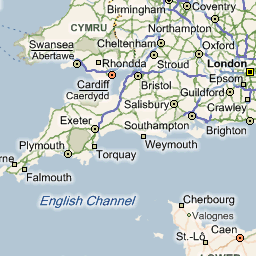 Birmingham
CYMRU
Coventry
Northampton
Cheltenham
Swansea
Abertawe
Oxford
Rhondda
Stroud
London
Cardiff
Caerdydd
Bristol
Epsom
Guildford
Salisbury
Crawley
Exeter
Southampton
Brighton
Plymouth
Weymouth
Torquay
Falmouth
English Channel
Cherbourg
Valognes
St.-Lô
Caen